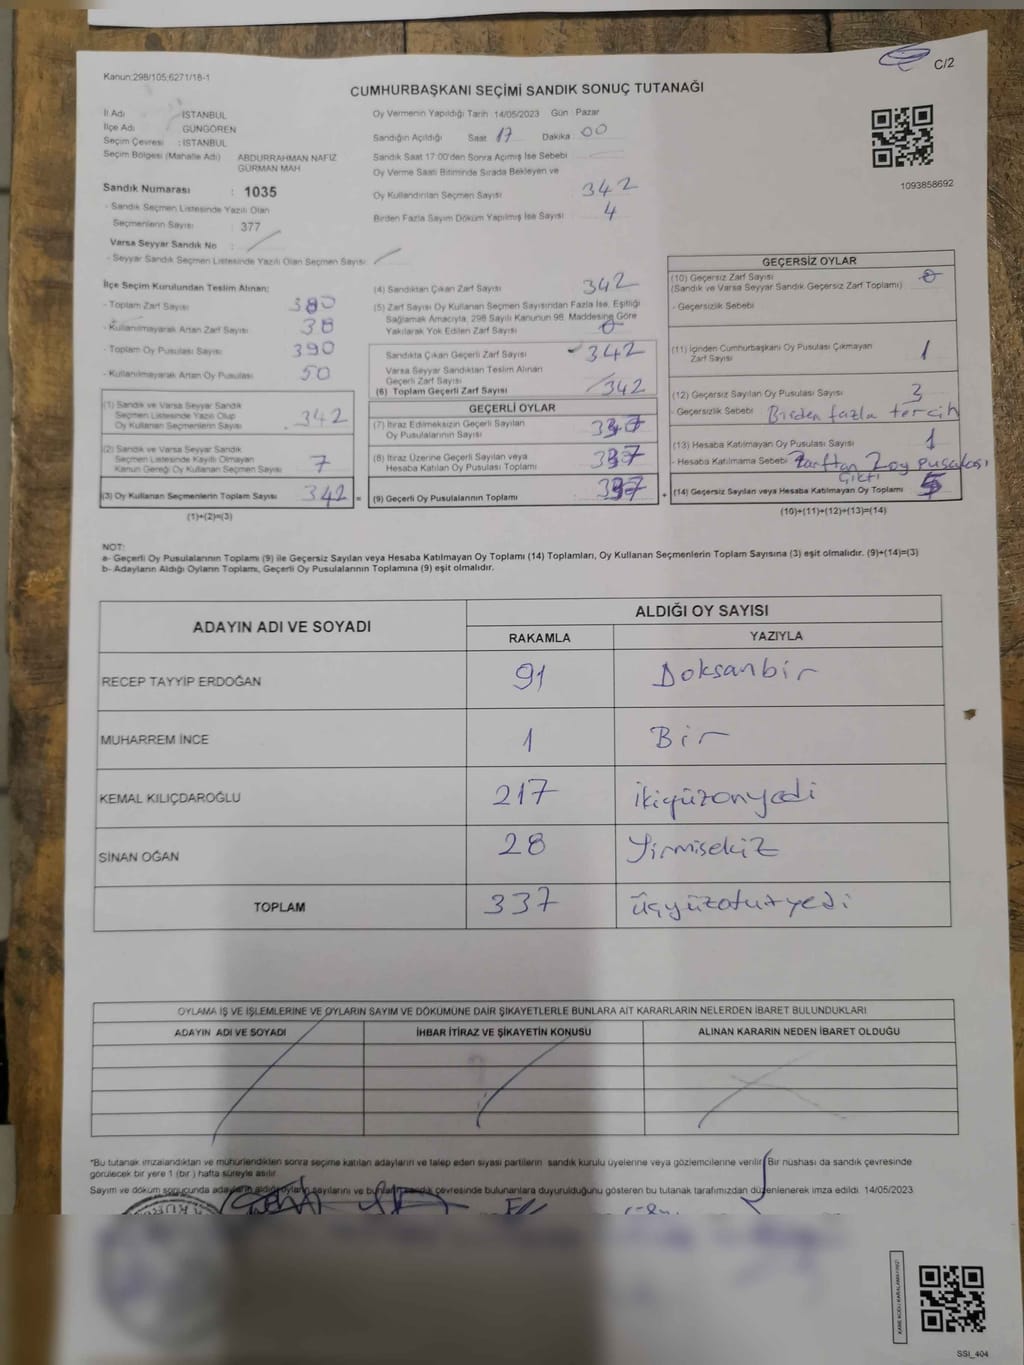 Kanun:298/105;6271/18-1
C/2
CUMHURBAŞKANI SEÇİMİ SANDIK SONUÇ TUTANAĞI
İl Adı : İSTANBUL
İlçe Adı : GÜNGÖREN
Seçim Çevresi : İSTANBUL
Seçim Bölgesi (Mahalle Adı) ABDURRAHMAN NAFİZ
GÜRMAN MAH
Sandık Numarası : 1035
- Sandık Seçmen Listesinde Yazılı Olan
Seçmenlerin Sayısı : 377
Varsa Seyyar Sandık No :
- Seyyar Sandık Seçmen Listesinde Yazılı Olan Seçmen Sayısı:
Oy Vermenin Yapıldığı Tarih 14/05/2023 Gün Pazar
Sandığın Açıldığı Saat 17 Dakika 00
Sandık Saat 17:00'den Sonra Açılmış İse Sebebi
Oy Verme Saati Bitiminde Sırada Bekleyen ve
Oy Kullandırılan Seçmen Sayısı 342
Birden Fazla Sayım Döküm Yapılmış İse Sayısı 4
1093858692
İlçe Seçim Kurulundan Teslim Alınan:
- Toplam Zarf Sayısı 380
- Kullanılmayarak Artan Zarf Sayısı 38
- Toplam Oy Pusulası Sayısı 390
- Kullanılmayarak Artan Oy Pusulası 50
(1) Sandık ve Varsa Seyyar Sandık
Seçmen Listesinde Yazılı Olup
Oy Kullanan Seçmenlerin Sayısı 342
(2) Sandık ve Varsa Seyyar Sandık
Seçmen Listesinde Kayıtlı Olmayan
Kanun Gereği Oy Kullanan Seçmen Sayısı 7
(3) Oy Kullanan Seçmenlerin Toplam Sayısı 342 =
(1)+(2)=(3)
(4) Sandıktan Çıkan Zarf Sayısı 342
(5) Zarf Sayısı Oy Kullanan Seçmen Sayısından Fazla İse, Eşitliği
Sağlamak Amacıyla, 298 Sayılı Kanunun 98. Maddesine Göre
Yakılarak Yok Edilen Zarf Sayısı 0
Sandıkta Çıkan Geçerli Zarf Sayısı 342
Varsa Seyyar Sandıktan Teslim Alınan
Geçerli Zarf Sayısı
(6) Toplam Geçerli Zarf Sayısı 342
GEÇERLİ OYLAR
(7) İtiraz Edilmeksizin Geçerli Sayılan
Oy Pusulalarının Sayısı
(8) İtiraz Üzerine Geçerli Sayılan veya
Hesaba Katılan Oy Pusulası Toplamı 337
(9) Geçerli Oy Pusulalarının Toplamı 337 +
GEÇERSİZ OYLAR
(10) Geçersiz Zarf Sayısı 0
(Sandık ve Varsa Seyyar Sandık Geçersiz Zarf Toplamı)
- Geçersizlik Sebebi
(11) İçinden Cumhurbaşkanı Oy Pusulası Çıkmayan
Zarf Sayısı 1
(12) Geçersiz Sayılan Oy Pusulası Sayısı 3
- Geçersizlik Sebebi Birden fazla tercih
(13) Hesaba Katılmayan Oy Pusulası Sayısı 1
- Hesaba Katılmama Sebebi Zarftan 2 oy pusulası
çıktı
(14) Geçersiz Sayılan veya Hesaba Katılmayan Oy Toplamı 5
(10)+(11)+(12)+(13)=(14)
NOT:
a- Geçerli Oy Pusulalarının Toplamı (9) ile Geçersiz Sayılan veya Hesaba Katılmayan Oy Toplamı (14) Toplamları, Oy Kullanan Seçmenlerin Toplam Sayısına (3) eşit olmalıdır. (9)+(14)=(3)
b- Adayların Aldığı Oyların Toplamı, Geçerli Oy Pusulalarının Toplamına (9) eşit olmalıdır.
ADAYIN ADI VE SOYADI
ALDIĞI OY SAYISI
RAKAMLA YAZIYLA
RECEP TAYYİP ERDOĞAN 91 Doksanbir
MUHARREM İNCE 1 Bir
KEMAL KILIÇDAROĞLU 217 ikiyüzonyedi
SİNAN OĞAN 28 Yirmisekiz
TOPLAM 337 üçyüzotuzyedi
OYLAMA İŞ VE İŞLEMLERİNE VE OYLARIN SAYIM VE DÖKÜMÜNE DAİR ŞİKAYETLERLE BUNLARA AİT KARARLARIN NELERDEN İBARET BULUNDUKLARI
ADAYIN ADI VE SOYADI İHBAR İTİRAZ VE ŞİKAYETİN KONUSU ALINAN KARARIN NEDEN İBARET OLDUĞU
*Bu tutanak imzalandıktan ve mühürlendikten sonra seçime katılan adayların ve talep eden siyasi partilerin sandık kurulu üyelerine veya gözlemcilerine verilir. Bir nüshası da sandık çevresinde
görülecek bir yere 1 (bir) hafta süreyle asılır.
Sayım ve döküm sonucunda adayların aldığı oyların sayılarını ve bunların sandık çevresinde bulunanlara duyurulduğunu gösteren bu tutanak tarafımızdan düzenlenerek imza edildi. 14/05/2023
SSI_404